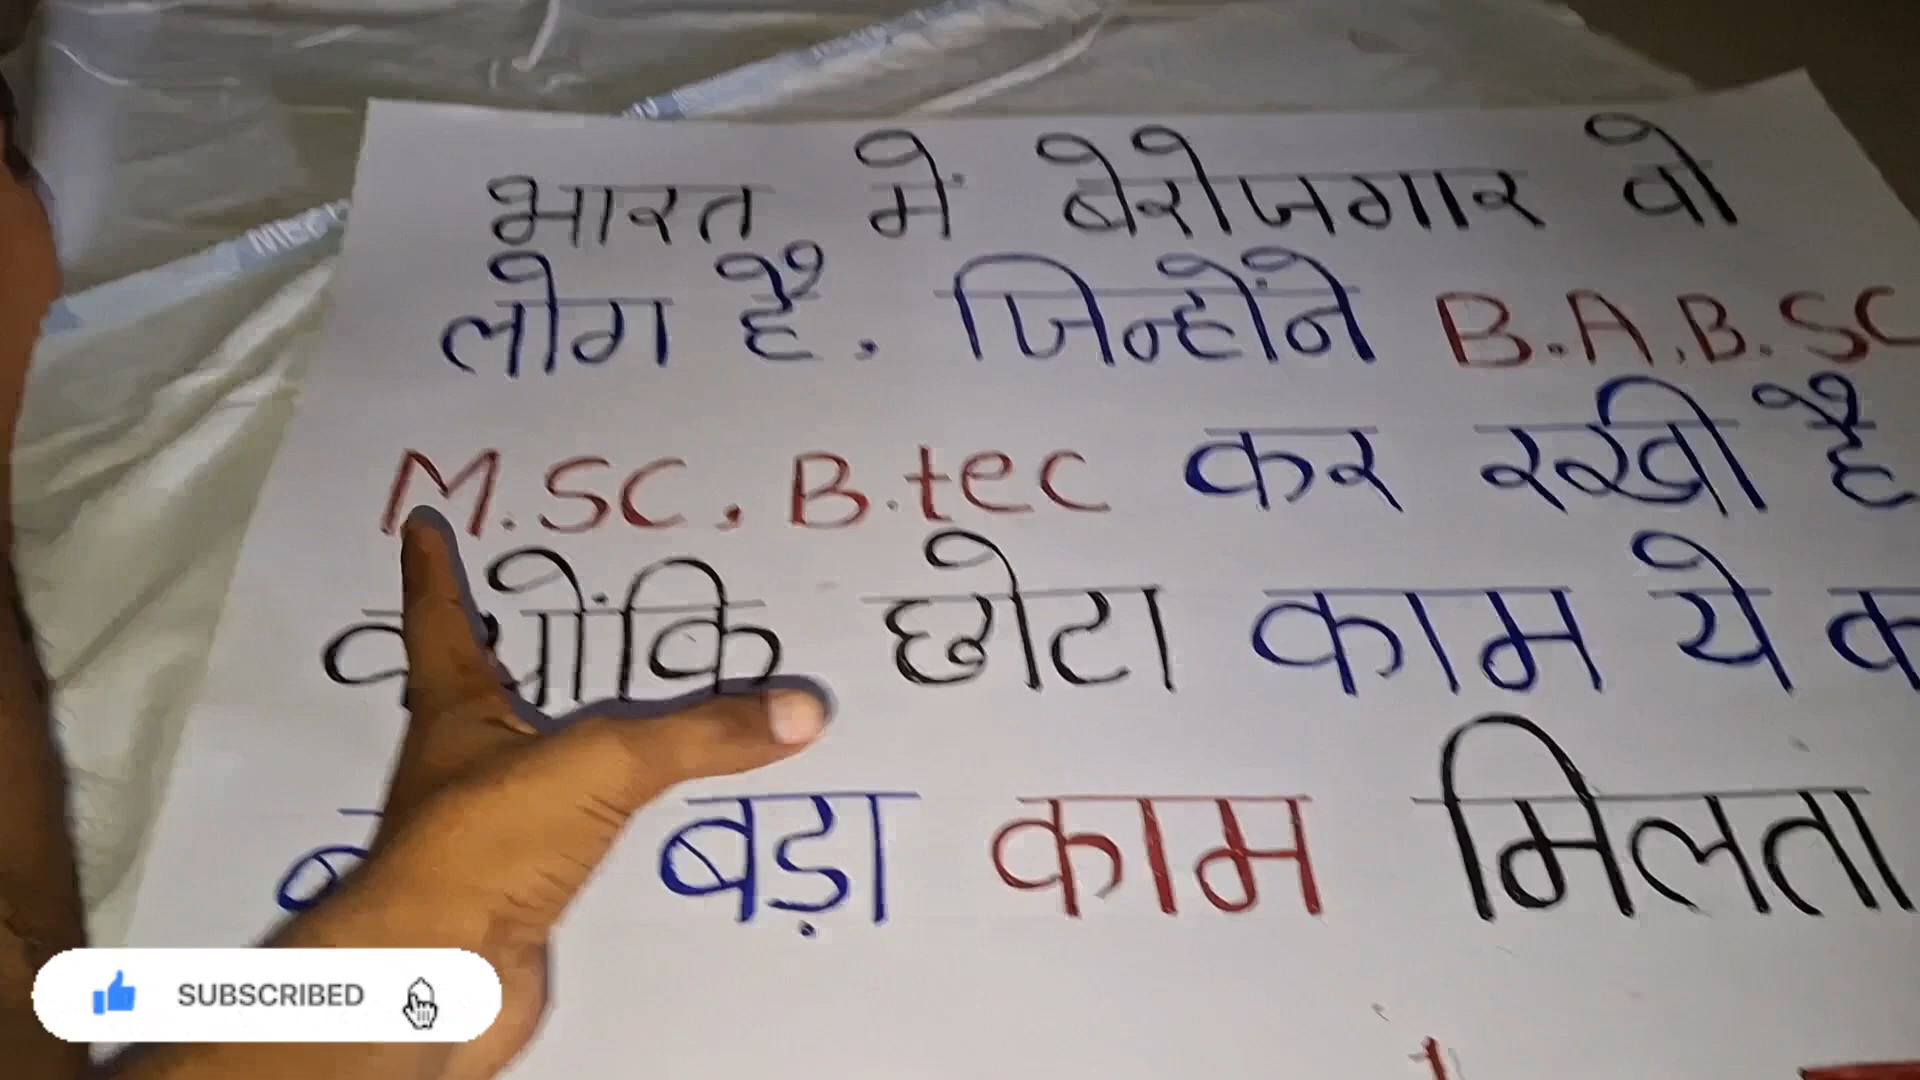 भारत में बेरोजगार वो
लोग हैं. जिन्होंने B.A.B.SC
M.SC. B.tec कर रखी है
क्योंकि छोटा काम ये
बड़ा काम मिलता
SUBSCRIBED